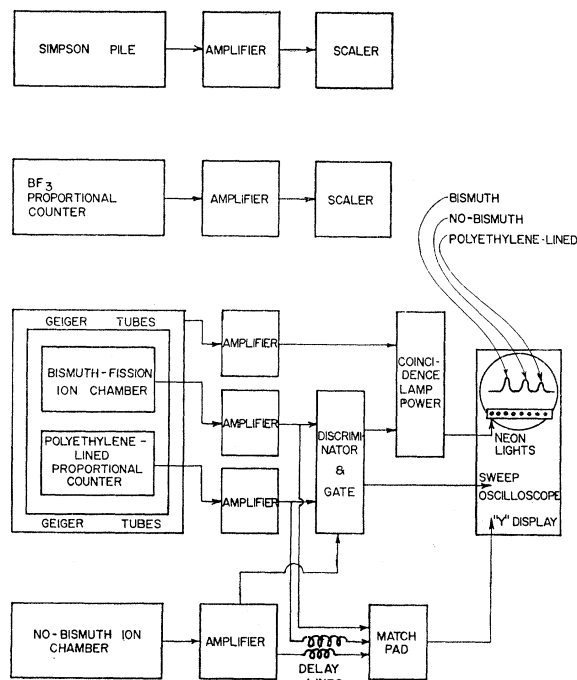 SIMPSON PILE
AMPLIFIER
SCALER
BF3
PROPORTIONAL
COUNTER
AMPLIFIER
SCALER
BISMUTH
NO-BISMUTH
POLYETHYLENE-LINED
GEIGER TUBES
BISMUTH-FISSION
ION CHAMBER
POLYETHYLENE-
LINED
PROPORTIONAL
COUNTER
GEIGER TUBES
AMPLIFIER
AMPLIFIER
AMPLIFIER
DISCRIMI
NATOR
&
GATE
COINCI-
DENCE
LAMP
POWER
NEON
LIGHTS
SWEEP
OSCILLOSCOPE
"Y" DISPLAY
NO-BISMUTH ION
CHAMBER
AMPLIFIER
DELAY
LINES
MATCH
PAD